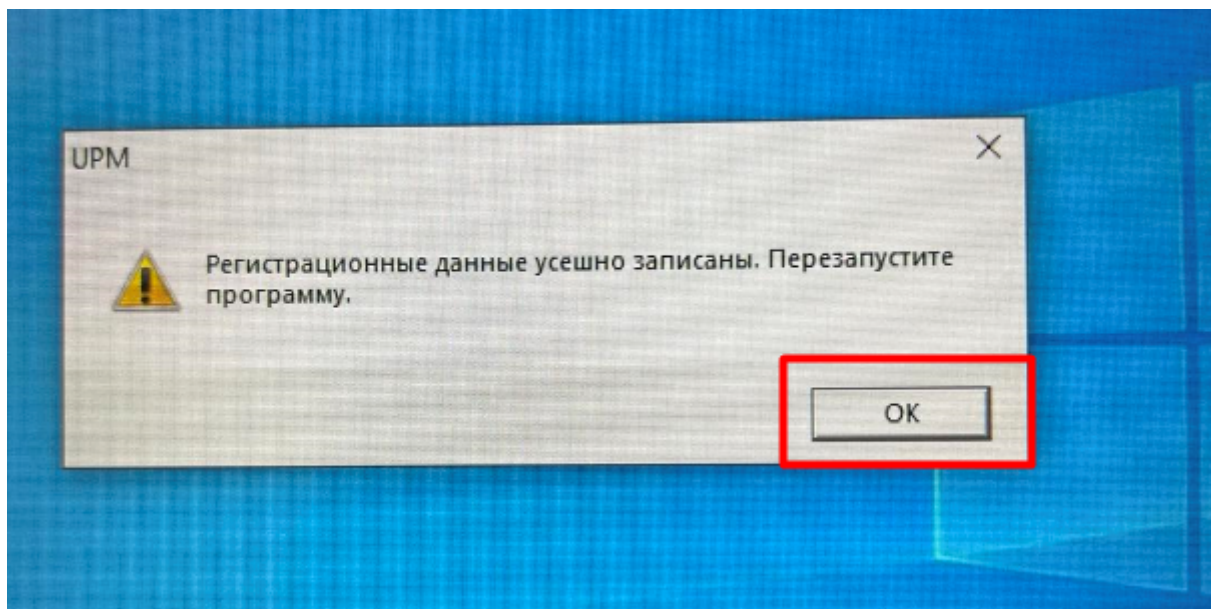 UPM
Регистрационные данные усешно записаны. Перезапустите
программу.
OK